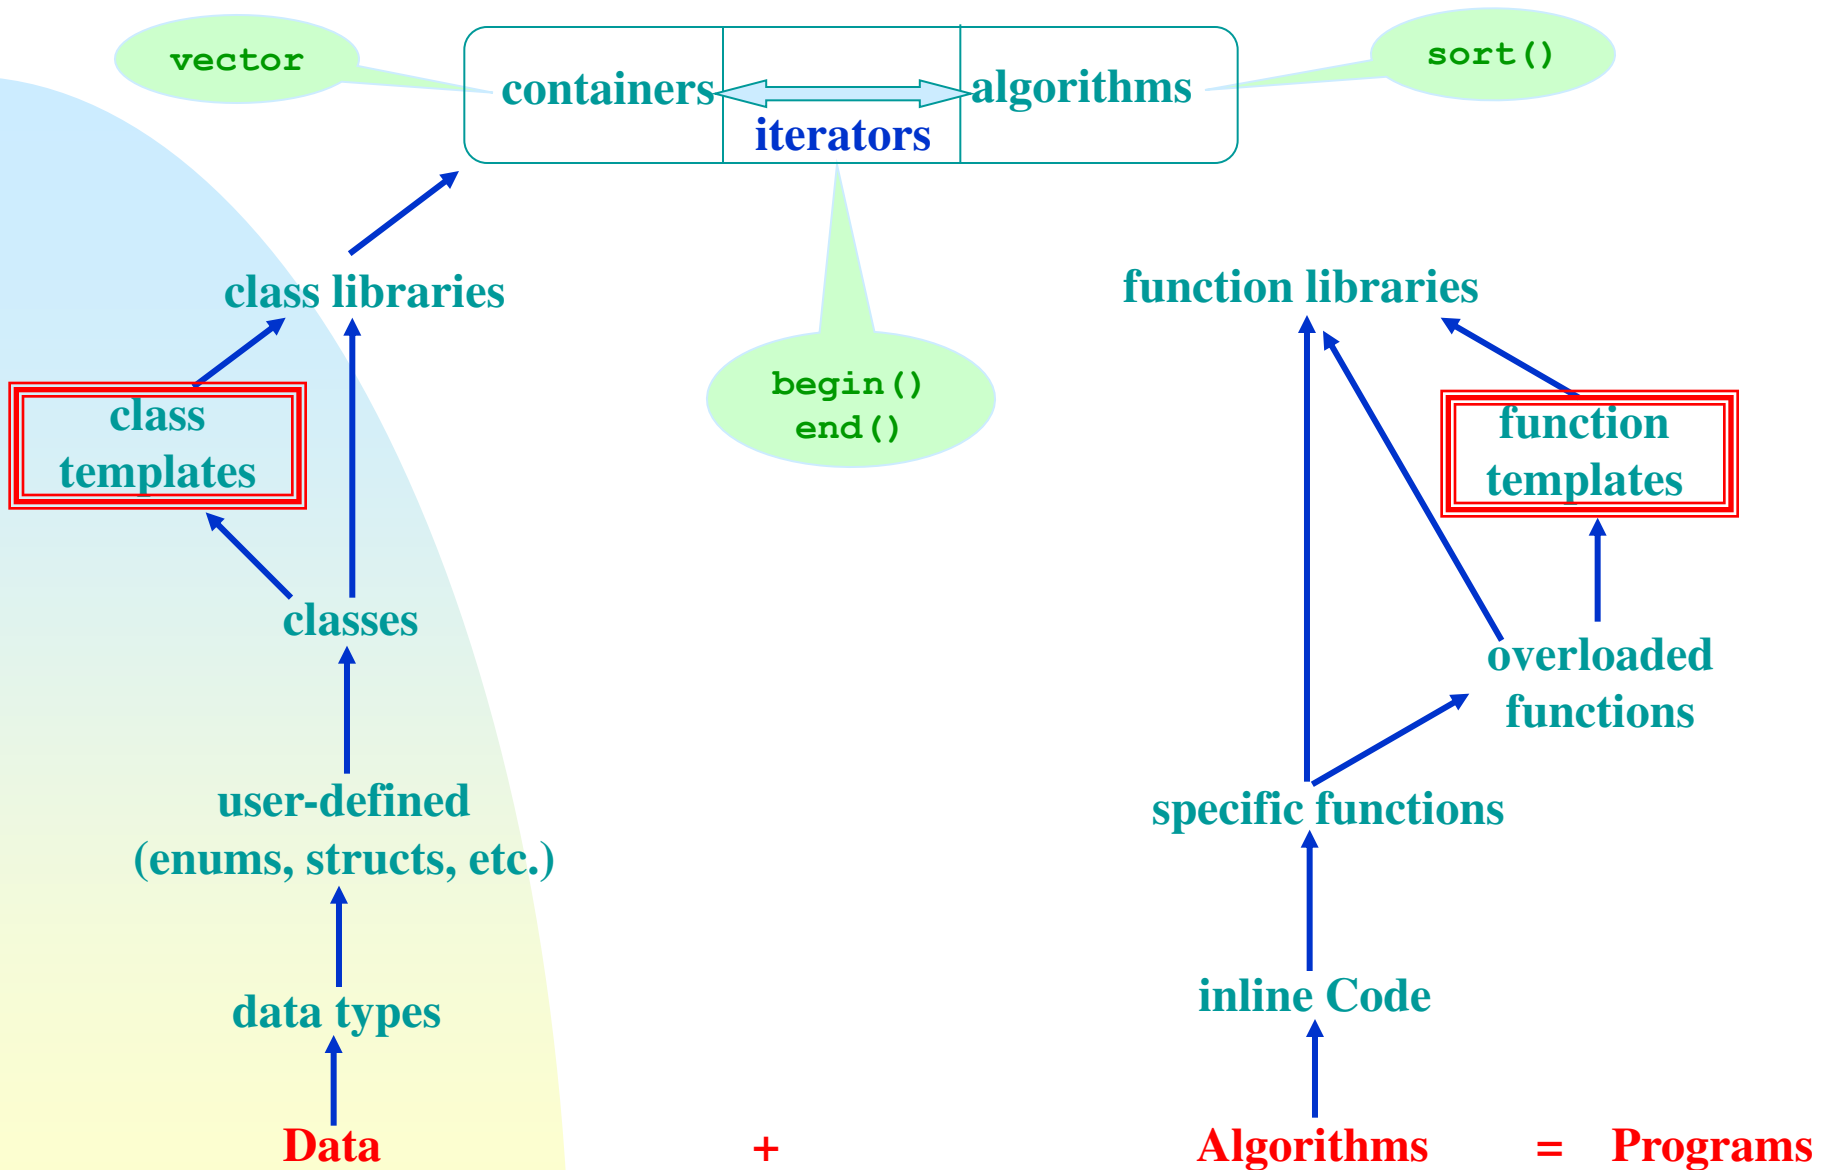 vector
sort()
containers
algorithms
iterators
class libraries
function libraries
begin()
end()
class
templates
function
templates
classes
overloaded
functions
user-defined
(enums, structs, etc.)
specific functions
data types
inline Code
Data + Algorithms = Programs